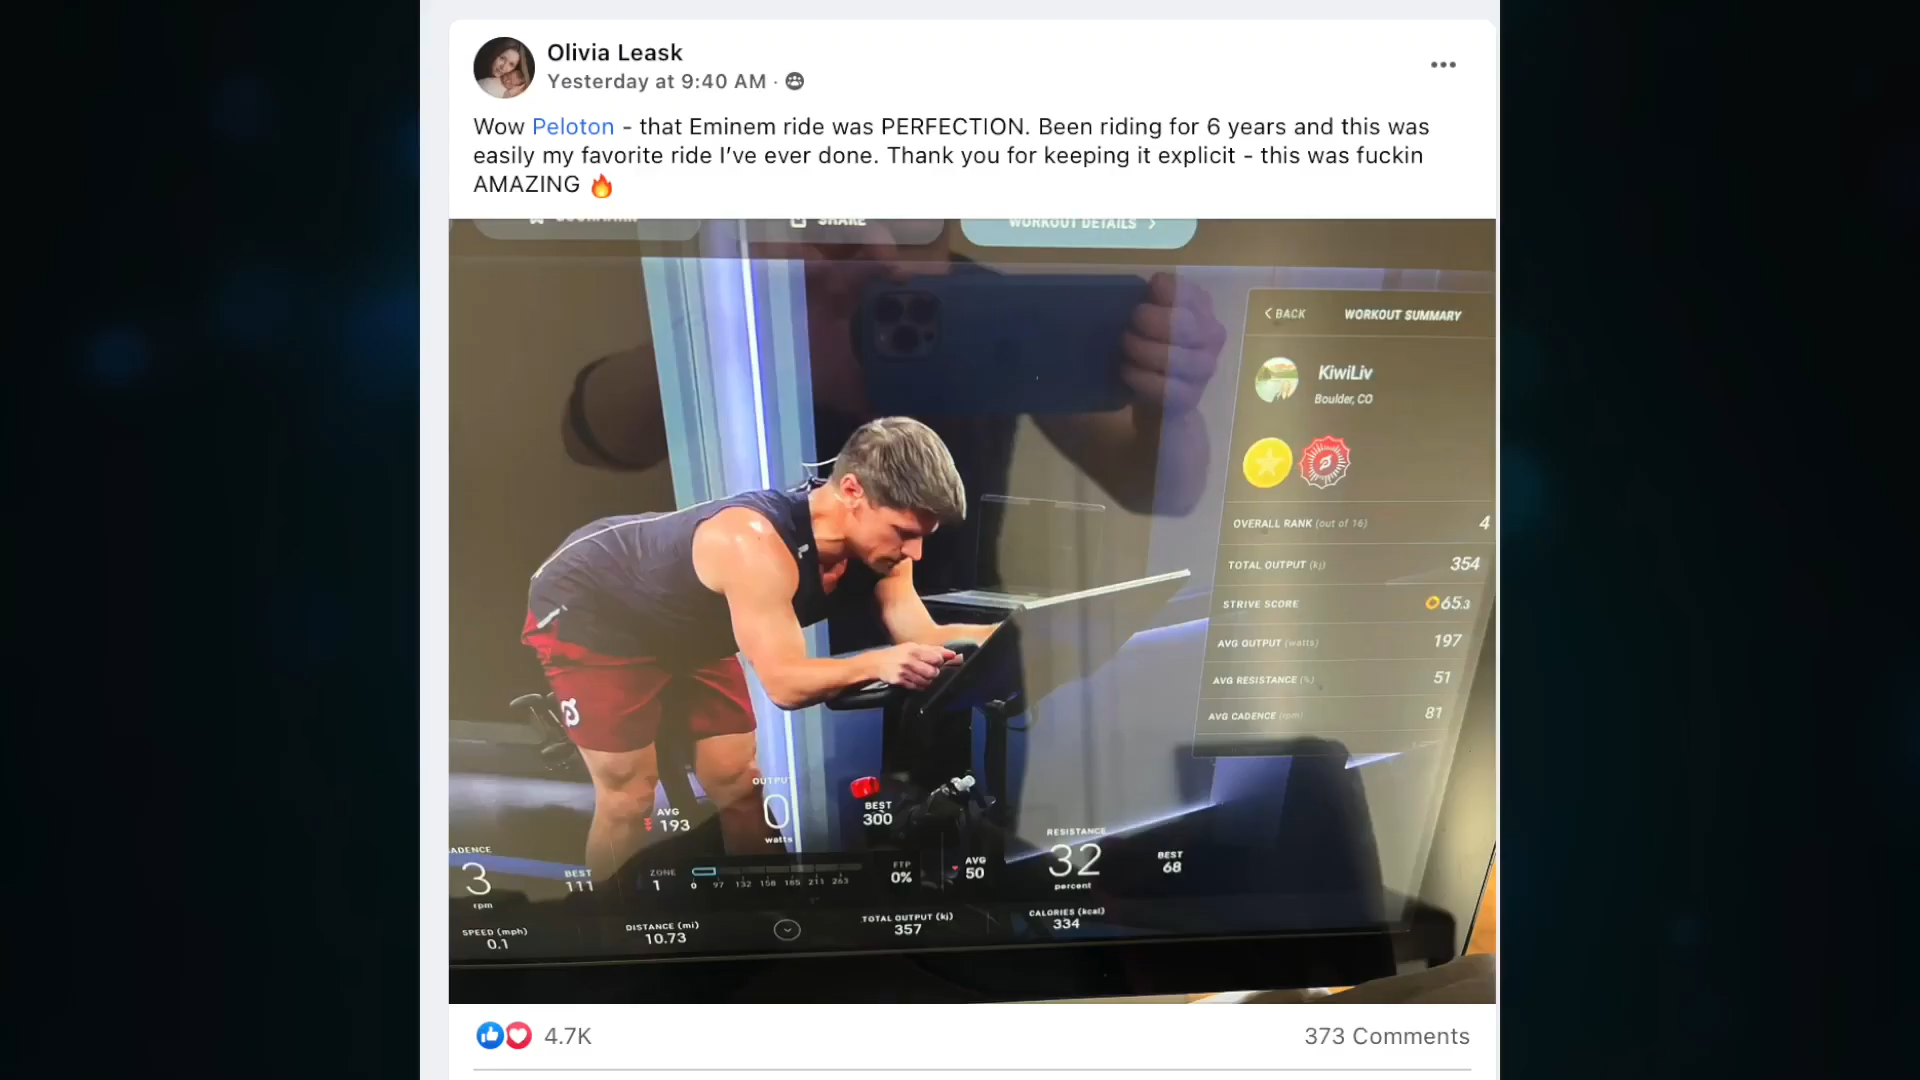 Olivia Leask
Yesterday at 9:40 AM ·
Wow Peloton - that Eminem ride was PERFECTION. Been riding for 6 years and this was
easily my favorite ride I've ever done. Thank you for keeping it explicit - this was fuckin
AMAZING 🔥
SHARE
WORKOUT DETAILS >
< BACK WORKOUT SUMMARY
KiwiLiv
Boulder, CO
OVERALL RANK (out of 16) 4
TOTAL OUTPUT (kj) 354
STRIVE SCORE 65.3
AVG OUTPUT (watts) 197
AVG RESISTANCE (%) 51
AVG CADENCE (rpm) 81
OUTPUT
AVG
193
0
watts
BEST
300
CADENCE
3
rpm
BEST
111
ZONE
1
0 97 132 158 185 211 263
FTP
0%
AVG
50
RESISTANCE
32
percent
BEST
68
SPEED (mph)
0.1
DISTANCE (mi)
10.73
TOTAL OUTPUT (kj)
357
CALORIES (kcal)
334
4.7K
373 Comments